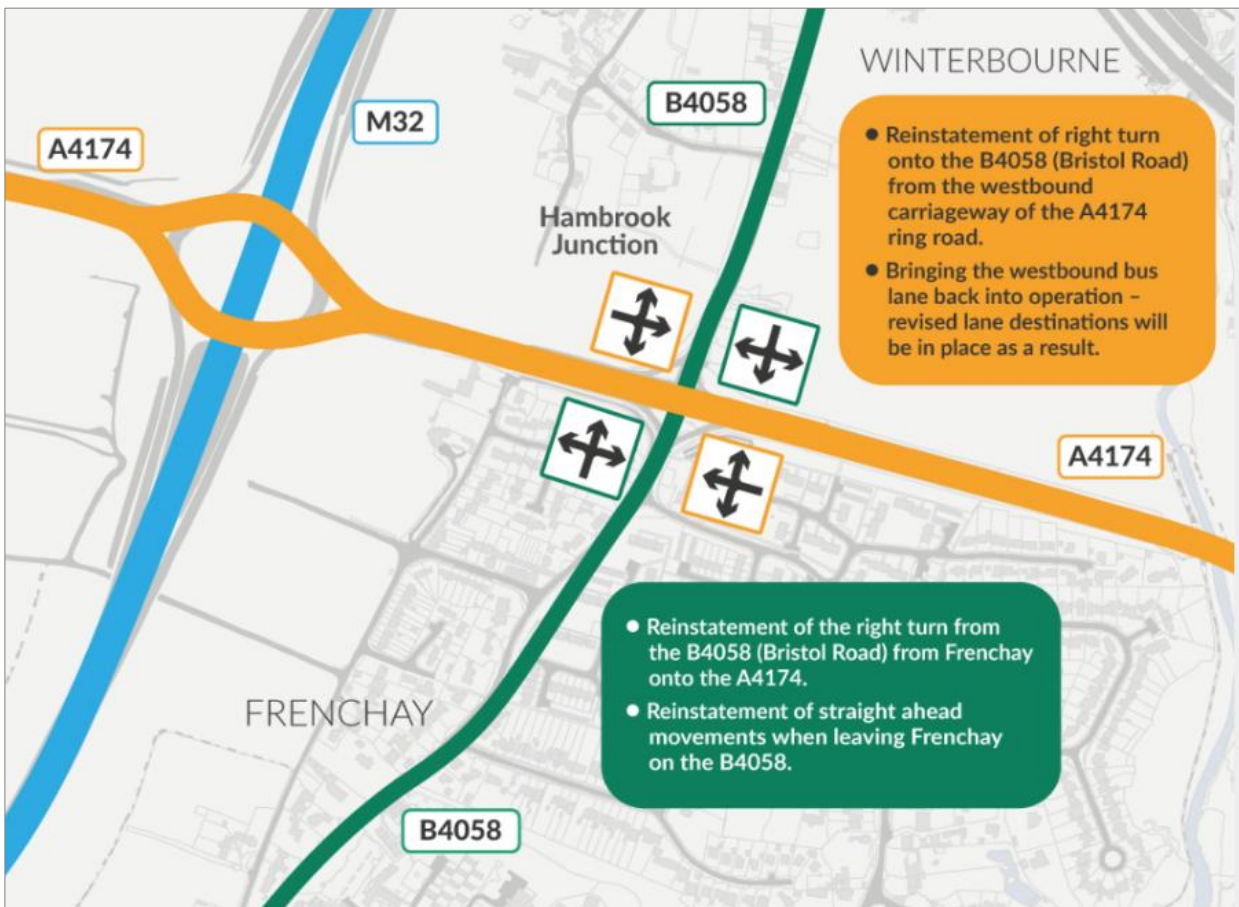 WINTERBOURNE
B4058
M32
A4174
● Reinstatement of right turn
onto the B4058 (Bristol Road)
from the westbound
carriageway of the A4174
ring road.
● Bringing the westbound bus
lane back into operation –
revised lane destinations will
be in place as a result.
Hambrook
Junction
A4174
● Reinstatement of the right turn from
the B4058 (Bristol Road) from Frenchay
onto the A4174.
● Reinstatement of straight ahead
movements when leaving Frenchay
on the B4058.
FRENCHAY
B4058